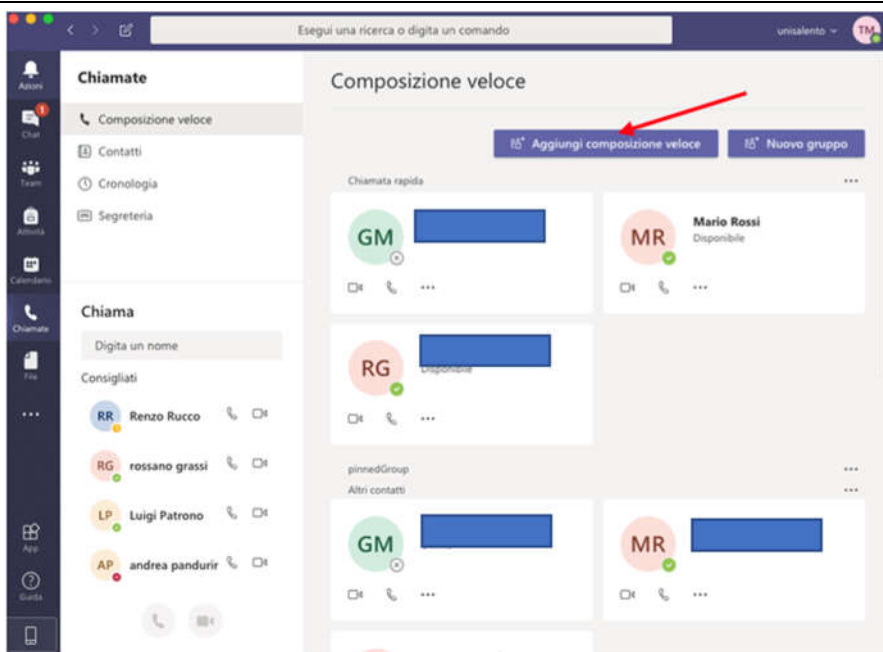 Esegui una ricerca o digita un comando
unisalento
TM
Azioni
1
Chat
Team
Attività
Calendario
Chiamate
File
App
Guida
Chiamate
Composizione veloce
Contatti
Cronologia
Segreteria
Chiama
Digita un nome
Consigliati
RR Renzo Rucco
RG rossano grassi
LP Luigi Patrono
AP andrea pandurir
Composizione veloce
Aggiungi composizione veloce
Nuovo gruppo
Chiamata rapida
GM
MR
Mario Rossi
Disponibile
RG
Disponibile
pinnedGroup
Altri contatti
GM
MR